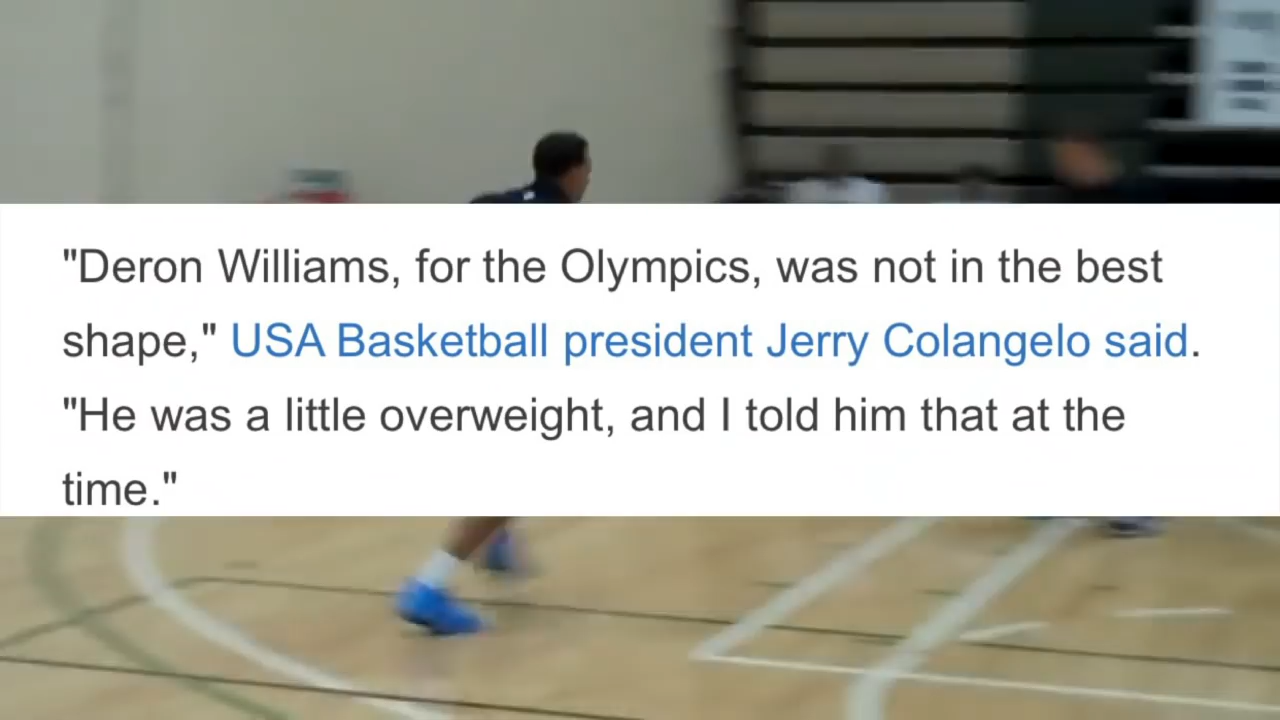 "Deron Williams, for the Olympics, was not in the best
shape," USA Basketball president Jerry Colangelo said.
"He was a little overweight, and I told him that at the
time."